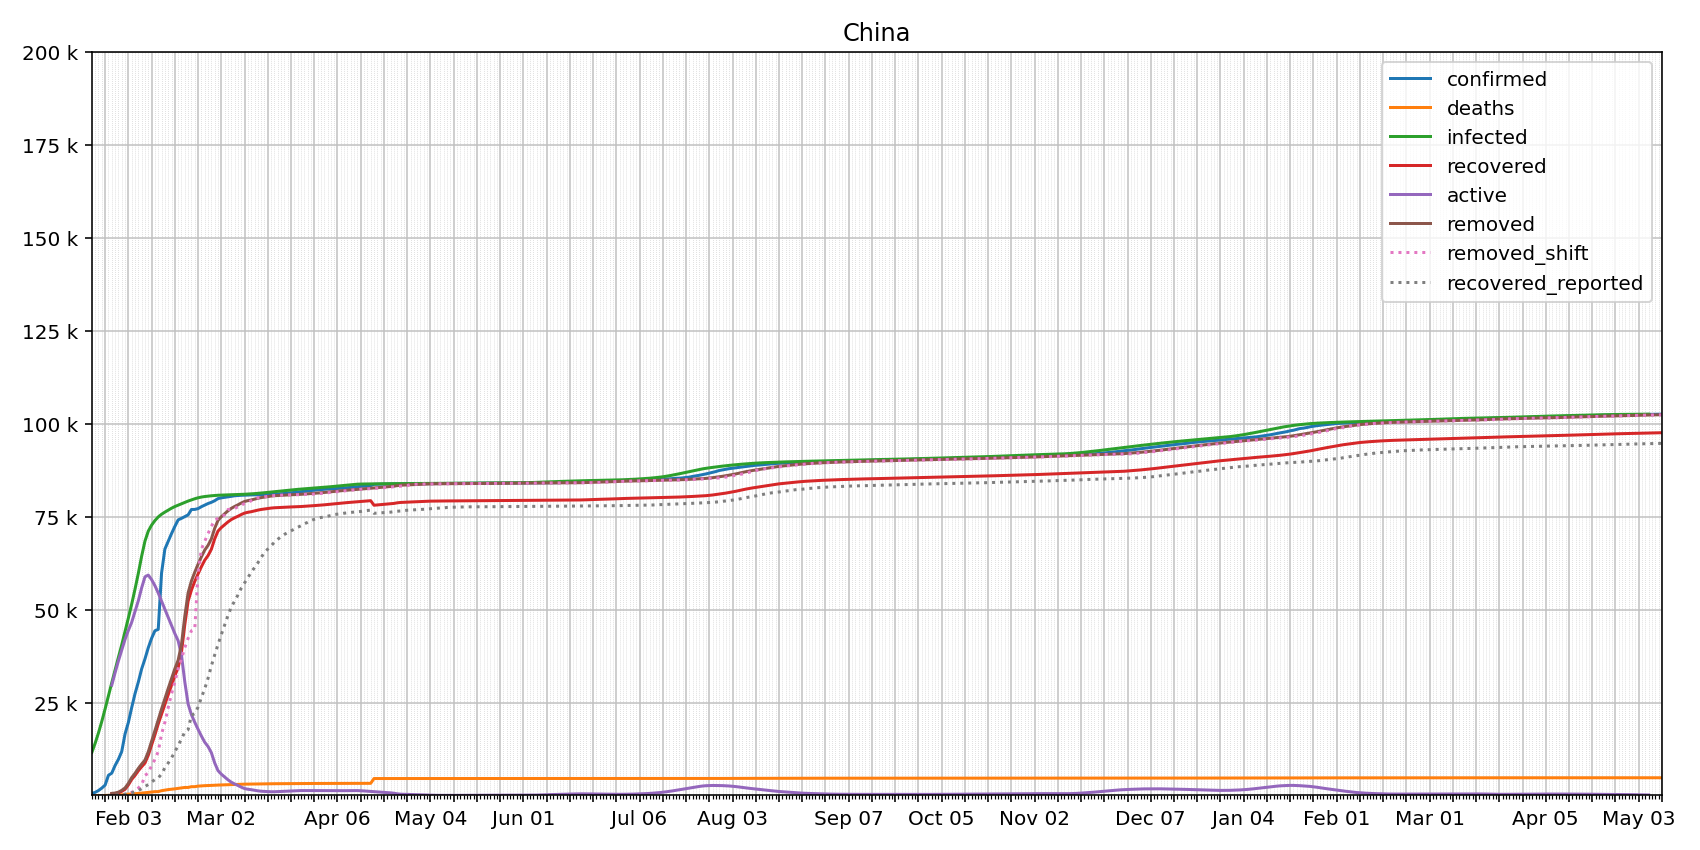 China
200 k
175 k
150 k
125 k
100 k
75 k
50 k
25 k
confirmed
deaths
infected
recovered
active
removed
removed_shift
recovered_reported
Feb 03 Mar 02 Apr 06 May 04 Jun 01 Jul 06 Aug 03 Sep 07 Oct 05 Nov 02 Dec 07 Jan 04 Feb 01 Mar 01 Apr 05 May 03